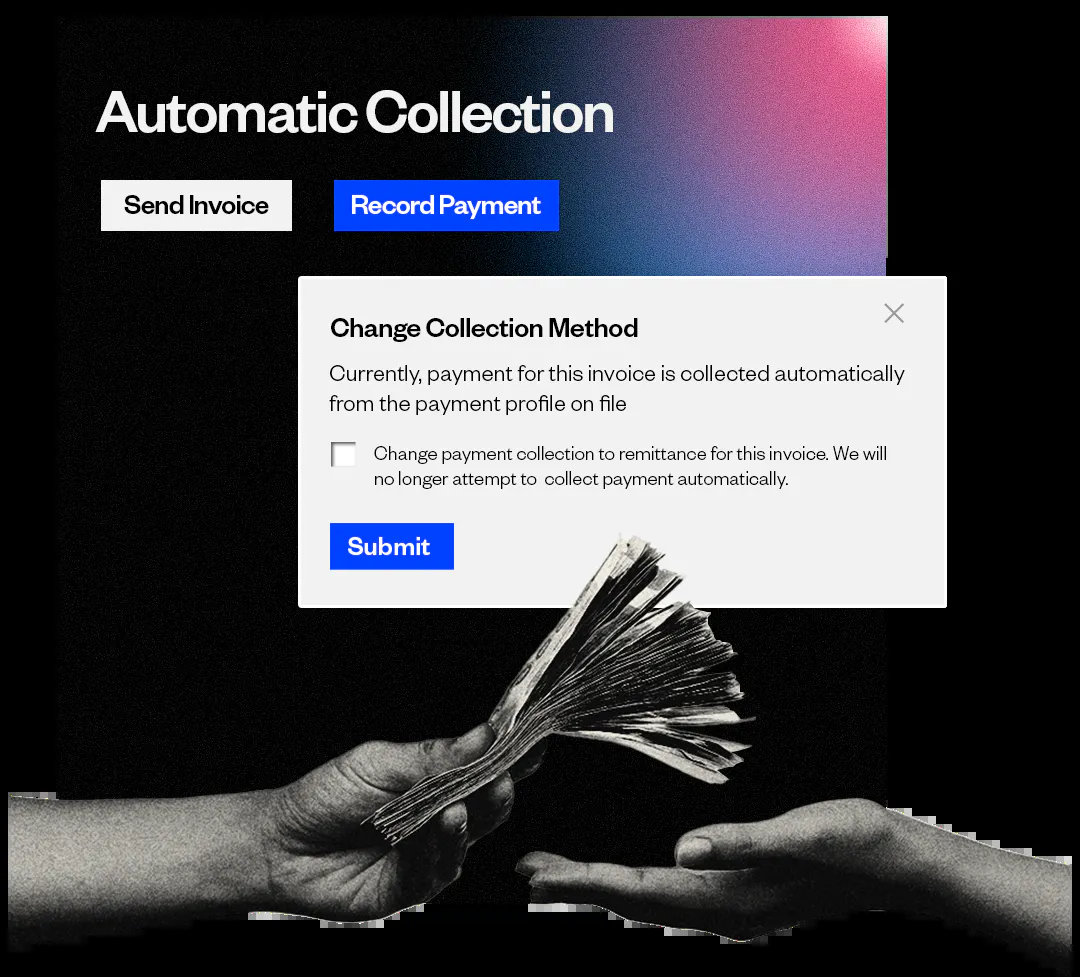 Automatic Collection
Send Invoice
Record Payment
Change Collection Method
Currently, payment for this invoice is collected automatically
from the payment profile on file
Change payment collection to remittance for this invoice. We will
no longer attempt to  collect payment automatically.
Submit